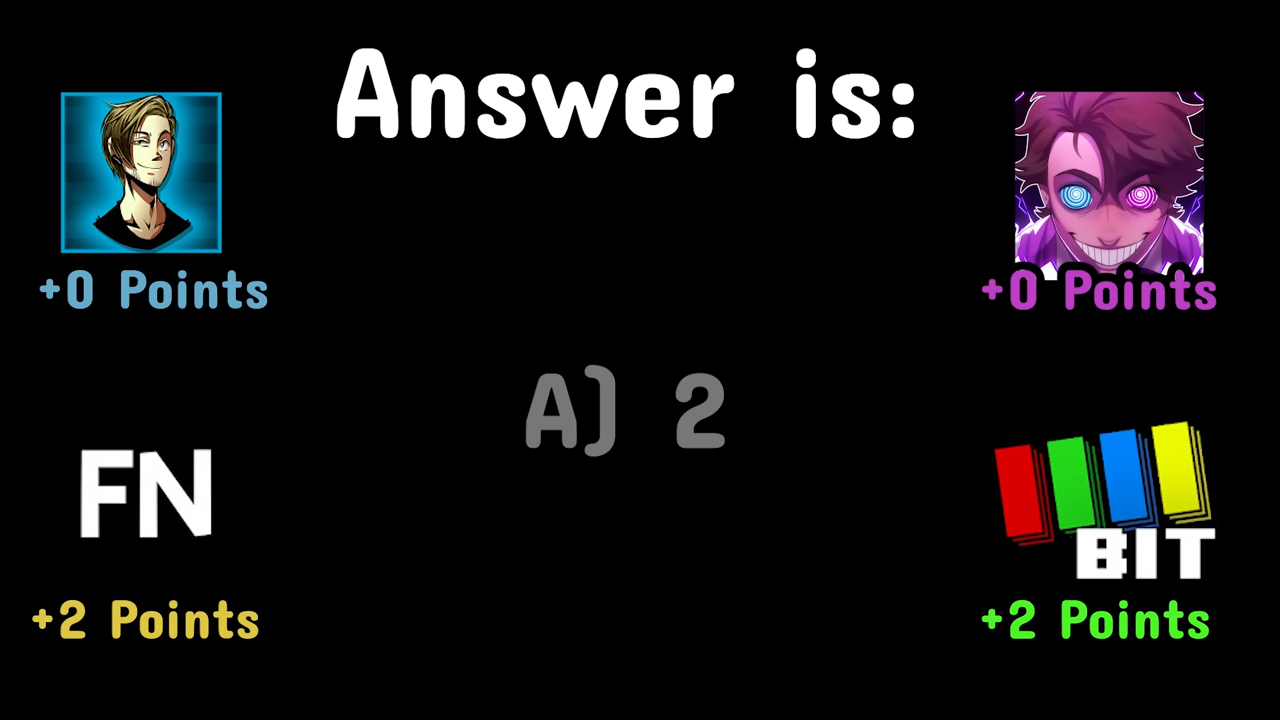 Answer is:
+0 Points
+0 Points
A) 2
FN
BIT
+2 Points
+2 Points